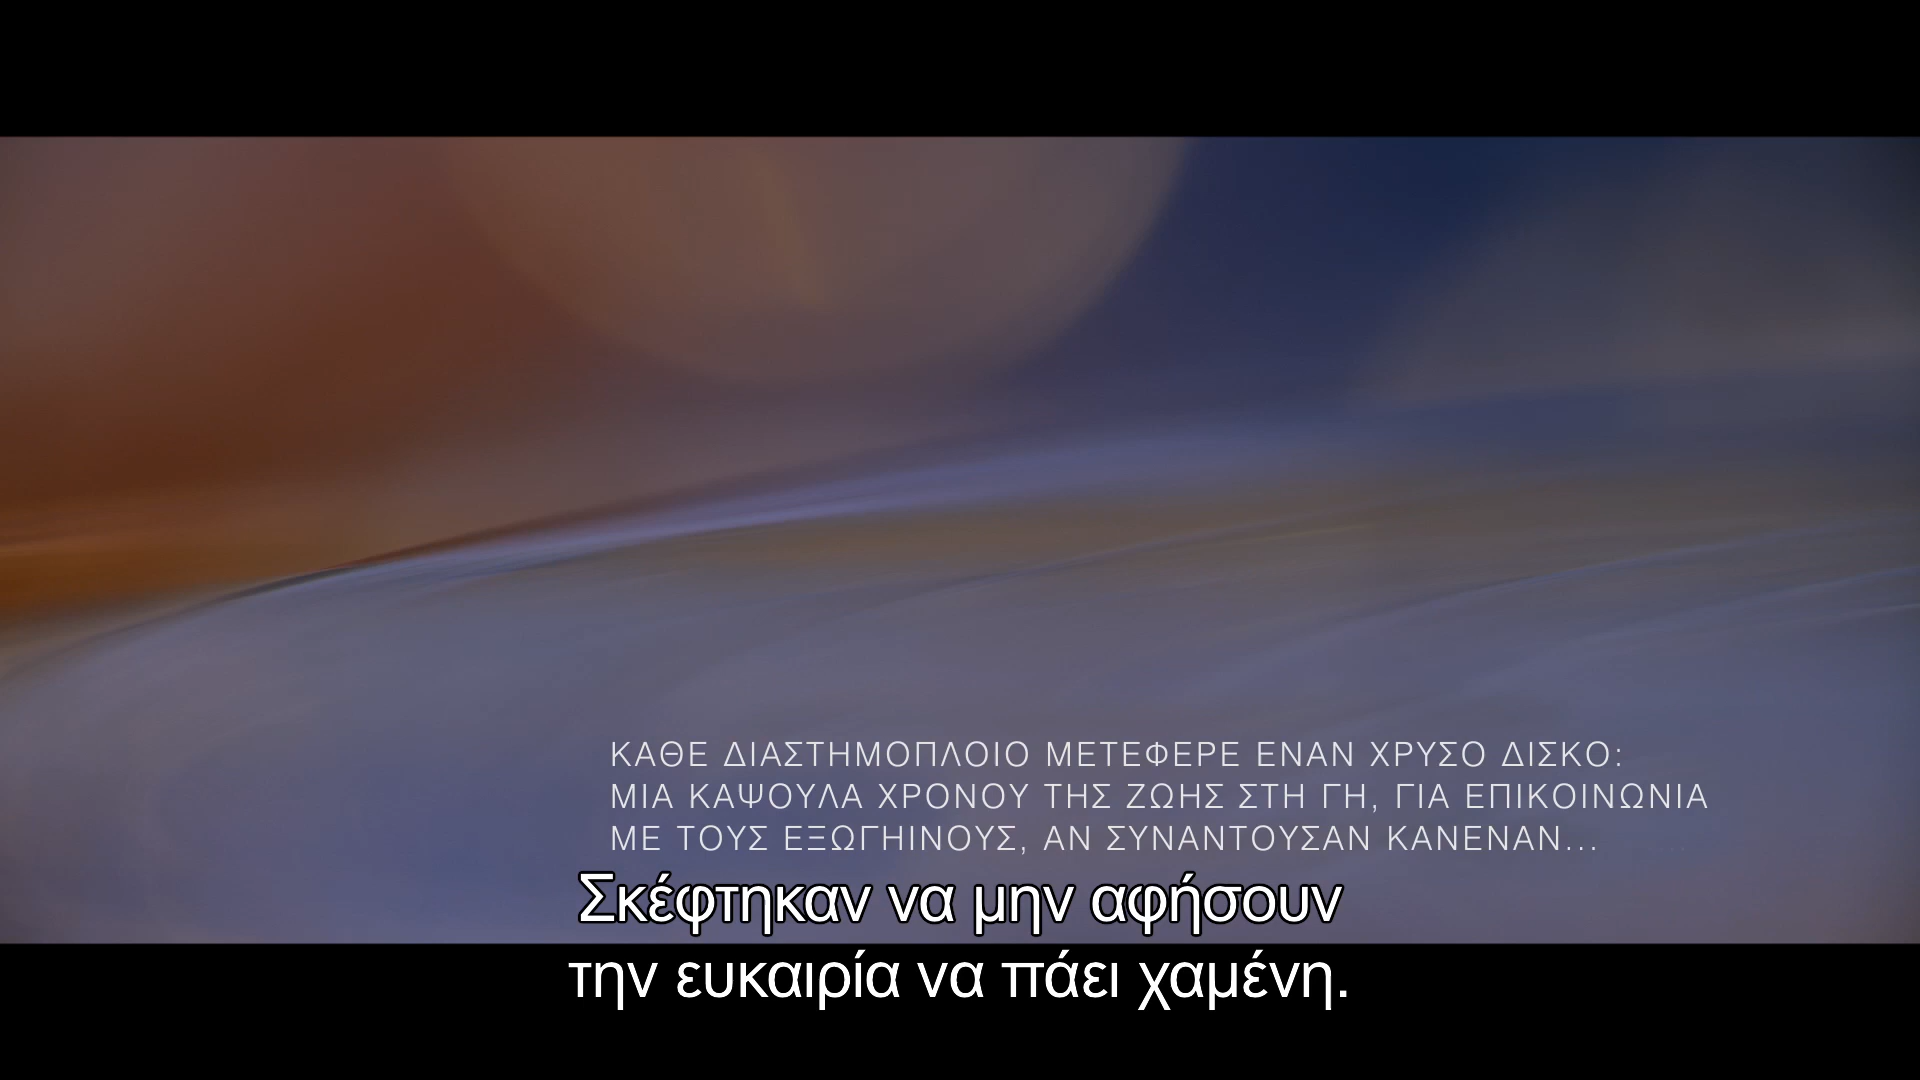 ΚΑΘΕ ΔΙΑΣΤΗΜΟΠΛΟΙΟ ΜΕΤΕΦΕΡΕ ΕΝΑΝ ΧΡΥΣΟ ΔΙΣΚΟ:
ΜΙΑ ΚΑΨΟΥΛΑ ΧΡΟΝΟΥ ΤΗΣ ΖΩΗΣ ΣΤΗ ΓΗ, ΓΙΑ ΕΠΙΚΟΙΝΩΝΙΑ
ΜΕ ΤΟΥΣ ΕΞΩΓΗΙΝΟΥΣ, ΑΝ ΣΥΝΑΝΤΟΥΣΑΝ ΚΑΝΕΝΑΝ...
Σκέφτηκαν να μην αφήσουν
την ευκαιρία να πάει χαμένη.